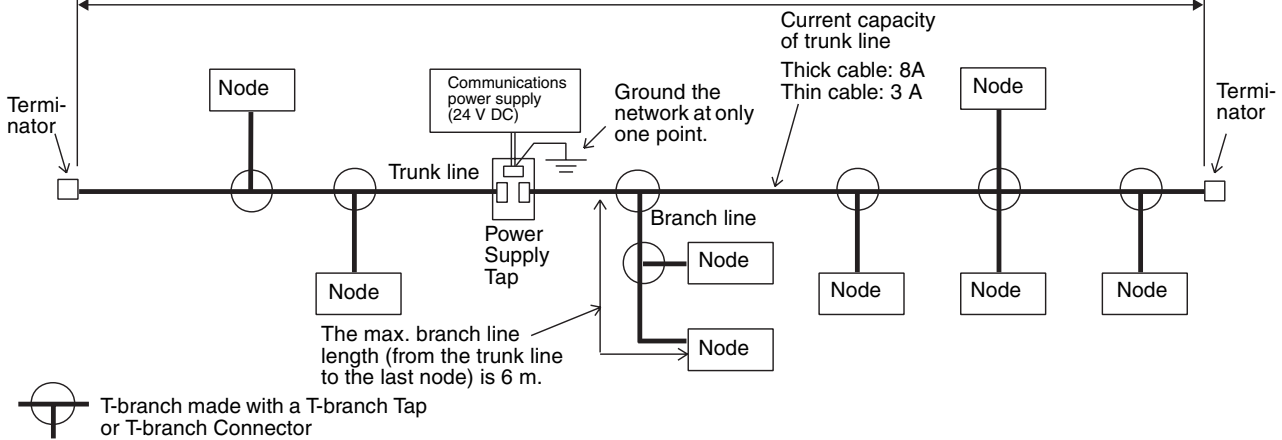 Current capacity
of trunk line
Thick cable: 8A
Thin cable: 3 A
Termi-
nator
Node
Communications
power supply
(24 V DC)
Ground the
network at only
one point.
Node
Termi-
nator
Trunk line
Power
Supply
Tap
Branch line
Node
Node
Node
Node
Node
Node
The max. branch line
length (from the trunk line
to the last node) is 6 m.
T-branch made with a T-branch Tap
or T-branch Connector